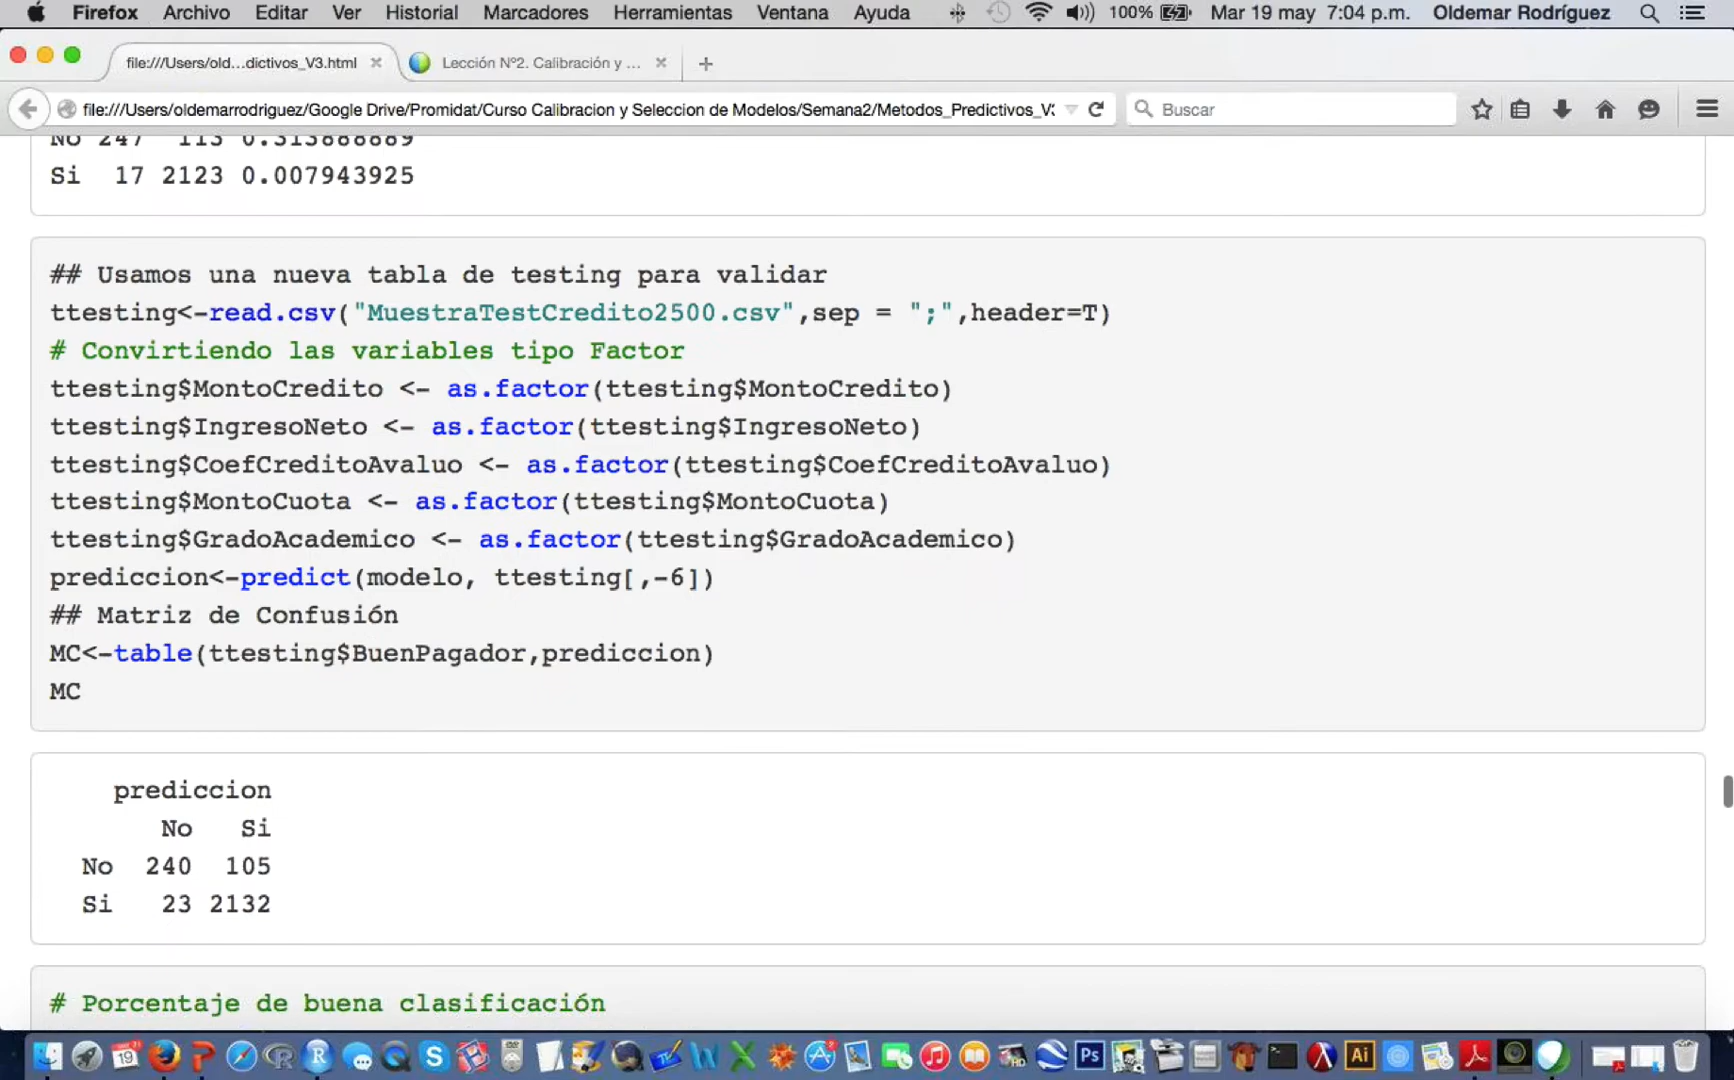 Firefox Archivo Editar Ver Historial Marcadores Herramientas Ventana Ayuda 100% Mar 19 may 7:04 p.m. Oldemar Rodríguez
file:///Users/old...dictivos_V3.html Lección Nº2. Calibración y ...
file:///Users/oldemarrodriguez/Google Drive/Promidat/Curso Calibracion y Seleccion de Modelos/Semana2/Metodos_Predictivos_V: Buscar
No 247 113 0.313888889
Si 17 2123 0.007943925
## Usamos una nueva tabla de testing para validar
ttesting<-read.csv("MuestraTestCredito2500.csv",sep = ";",header=T)
# Convirtiendo las variables tipo Factor
ttesting$MontoCredito <- as.factor(ttesting$MontoCredito)
ttesting$IngresoNeto <- as.factor(ttesting$IngresoNeto)
ttesting$CoefCreditoAvaluo <- as.factor(ttesting$CoefCreditoAvaluo)
ttesting$MontoCuota <- as.factor(ttesting$MontoCuota)
ttesting$GradoAcademico <- as.factor(ttesting$GradoAcademico)
prediccion<-predict(modelo, ttesting[,-6])
## Matriz de Confusión
MC<-table(ttesting$BuenPagador,prediccion)
MC
prediccion
No Si
No 240 105
Si 23 2132
# Porcentaje de buena clasificación